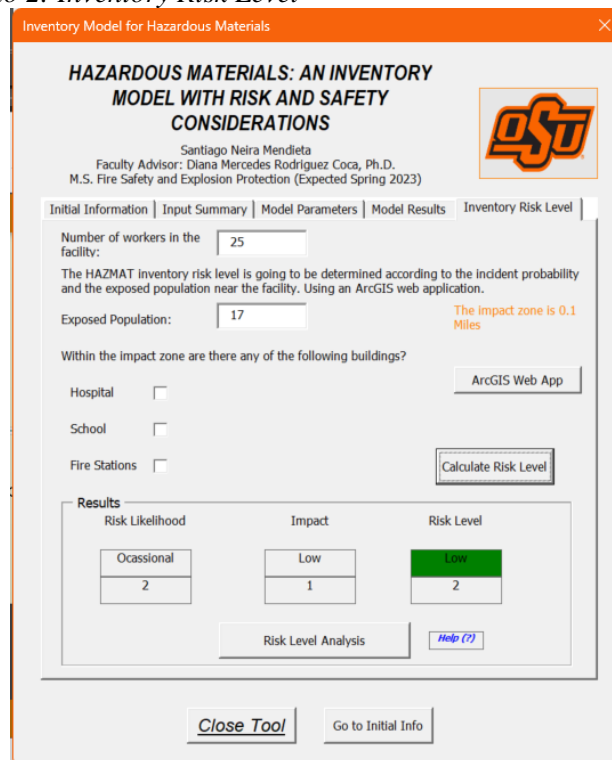 2. Inventory Risk Level
Inventory Model for Hazardous Materials
HAZARDOUS MATERIALS: AN INVENTORY
MODEL WITH RISK AND SAFETY
CONSIDERATIONS
OSU
Santiago Neira Mendieta
Faculty Advisor: Diana Mercedes Rodriguez Coca, Ph.D.
M.S. Fire Safety and Explosion Protection (Expected Spring 2023)
Initial Information | Input Summary | Model Parameters | Model Results | Inventory Risk Level
Number of workers in the
facility:
25
The HAZMAT inventory risk level is going to be determined according to the incident probability
and the exposed population near the facility. Using an ArcGIS web application.
Exposed Population:
17
The impact zone is 0.1
Miles
Within the impact zone are there any of the following buildings?
ArcGIS Web App
Hospital
School
Fire Stations
Calculate Risk Level
Results
Risk Likelihood Impact Risk Level
Ocassional Low Low
2 1 2
Risk Level Analysis
Help (?)
Close Tool
Go to Initial Info